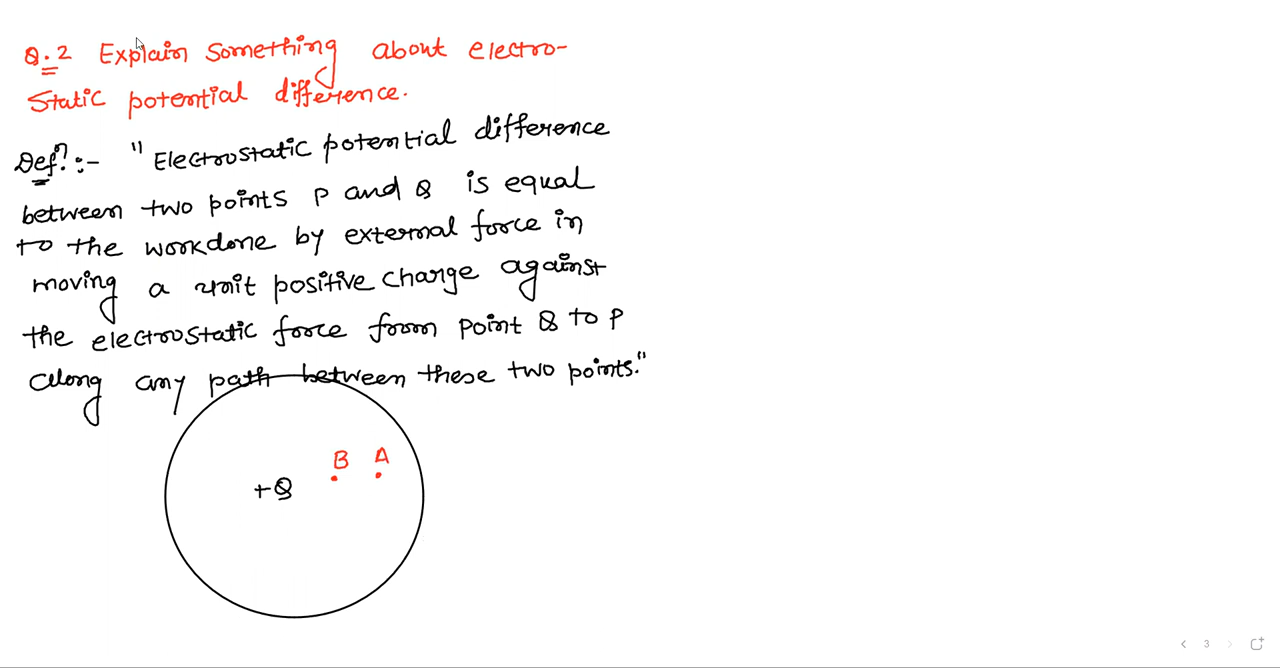 Q.2 Explain something about electro-
static potential difference.
Defn:- "Electrostatic potential difference
between two points P and Q is equal
to the workdone by external force in
moving a unit positive charge against
the electrostatic force from point Q to P
along any path between these two points."
B A
+Q
3